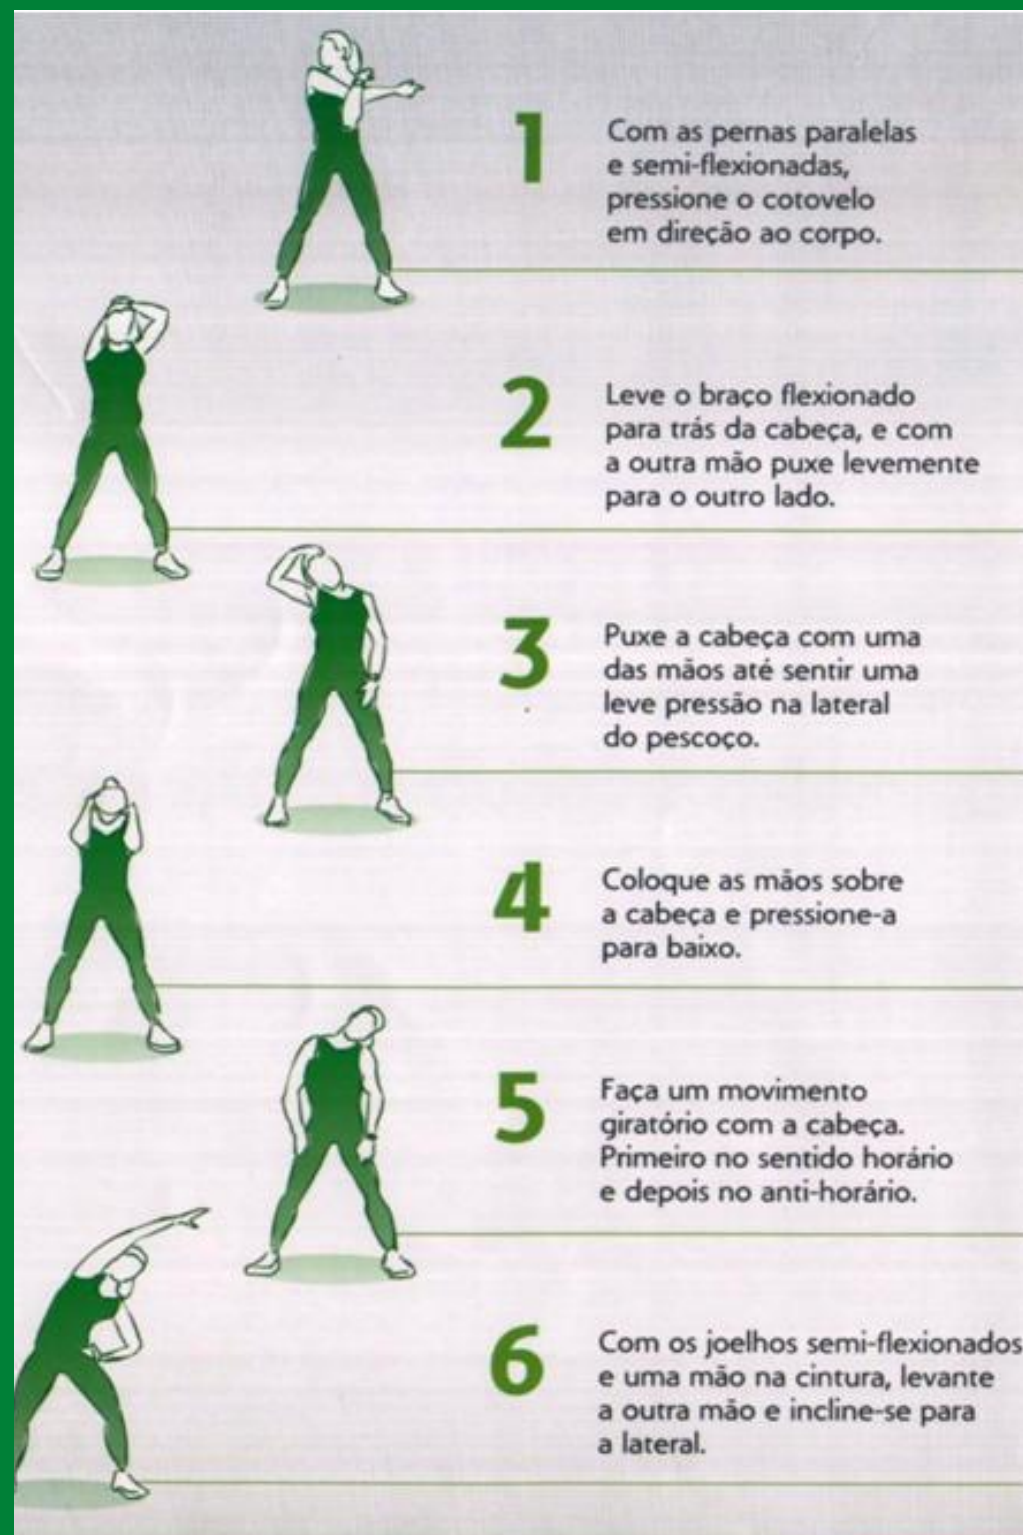 1
Com as pernas paralelas
e semi-flexionadas,
pressione o cotovelo
em direção ao corpo.
2
Leve o braço flexionado
para trás da cabeça, e com
a outra mão puxe levemente
para o outro lado.
3
Puxe a cabeça com uma
das mãos até sentir uma
leve pressão na lateral
do pescoço.
4
Coloque as mãos sobre
a cabeça e pressione-a
para baixo.
5
Faça um movimento
giratório com a cabeça.
Primeiro no sentido horário
e depois no anti-horário.
6
Com os joelhos semi-flexionados
e uma mão na cintura, levante
a outra mão e incline-se para
a lateral.